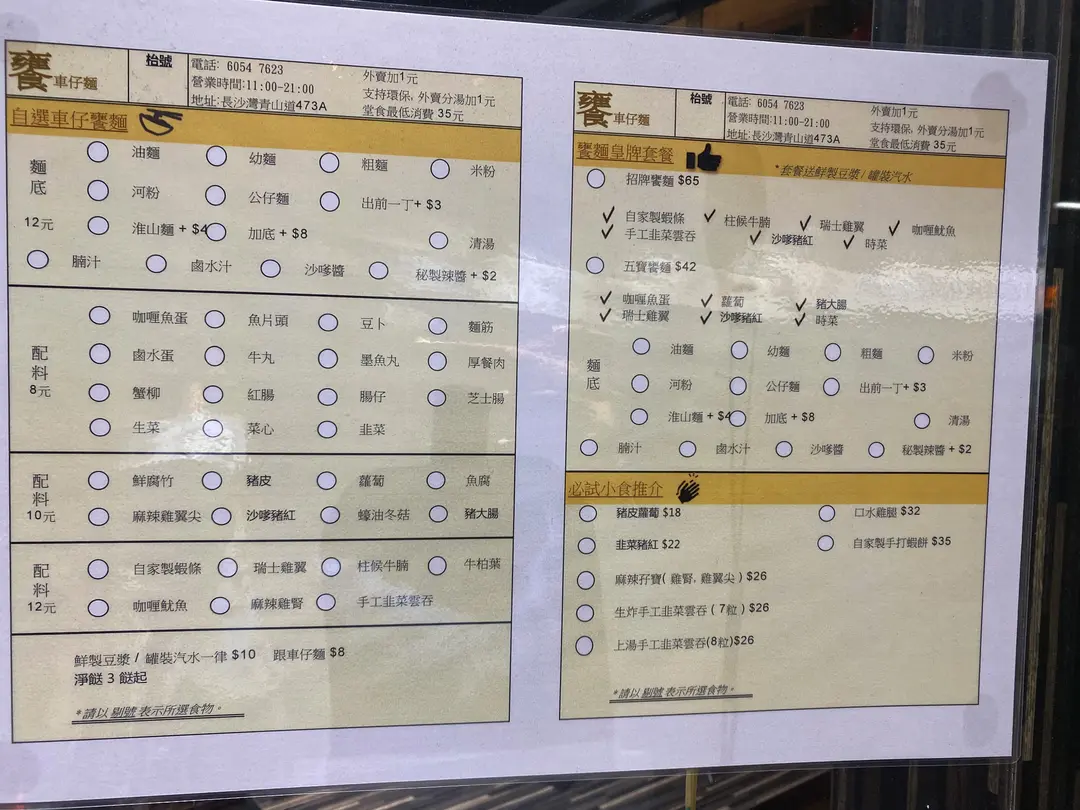 饔 車仔麵
枱號
電話: 6054 7623
營業時間:11:00-21:00
地址:長沙灣青山道473A
外賣加1元
支持環保, 外賣分湯加1元
堂食最低消費 35元
自選車仔饔麵
麵底 12元
油麵 幼麵 粗麵 米粉
河粉 公仔麵 出前一丁+ $3
淮山麵 + $4 加底 + $8 清湯
腩汁 鹵水汁 沙嗲醬 秘製辣醬 + $2
配料 8元
咖喱魚蛋 魚片頭 豆卜 麵筋
鹵水蛋 牛丸 墨魚丸 厚餐肉
蟹柳 紅腸 腸仔 芝士腸
生菜 菜心 韭菜
配料 10元
鮮腐竹 豬皮 蘿蔔 魚腐
麻辣雞翼尖 沙嗲豬紅 蠔油冬菇 豬大腸
配料 12元
自家製蝦條 瑞士雞翼 柱候牛腩 牛柏葉
咖喱魷魚 麻辣雞腎 手工韭菜雲吞
鮮製豆漿 / 罐裝汽水一律 $10 跟車仔麵 $8
淨餸 3 餸起
*請以 剔號 表示所選食物。
饔 車仔麵
枱號
電話: 6054 7623
營業時間:11:00-21:00
地址:長沙灣青山道473A
外賣加1元
支持環保, 外賣分湯加1元
堂食最低消費 35元
饔麵皇牌套餐
*套餐送鮮製豆漿 / 罐裝汽水
招牌饔麵 $65
✓ 自家製蝦條 ✓ 柱候牛腩 ✓ 瑞士雞翼 ✓ 咖喱魷魚
✓ 手工韭菜雲吞 ✓ 沙嗲豬紅 ✓ 時菜
五寶饔麵 $42
✓ 咖喱魚蛋 ✓ 蘿蔔 ✓ 豬大腸
✓ 瑞士雞翼 ✓ 沙嗲豬紅 ✓ 時菜
麵底
油麵 幼麵 粗麵 米粉
河粉 公仔麵 出前一丁+ $3
淮山麵 + $4 加底 + $8 清湯
腩汁 鹵水汁 沙嗲醬 秘製辣醬 + $2
必試小食推介
豬皮蘿蔔 $18 口水雞腿 $32
韭菜豬紅 $22 自家製手打蝦餅 $35
麻辣孖寶( 雞腎, 雞翼尖 ) $26
生炸手工韭菜雲吞 ( 7粒 ) $26
上湯手工韭菜雲吞(8粒)$26
*請以 剔號 表示所選食物。